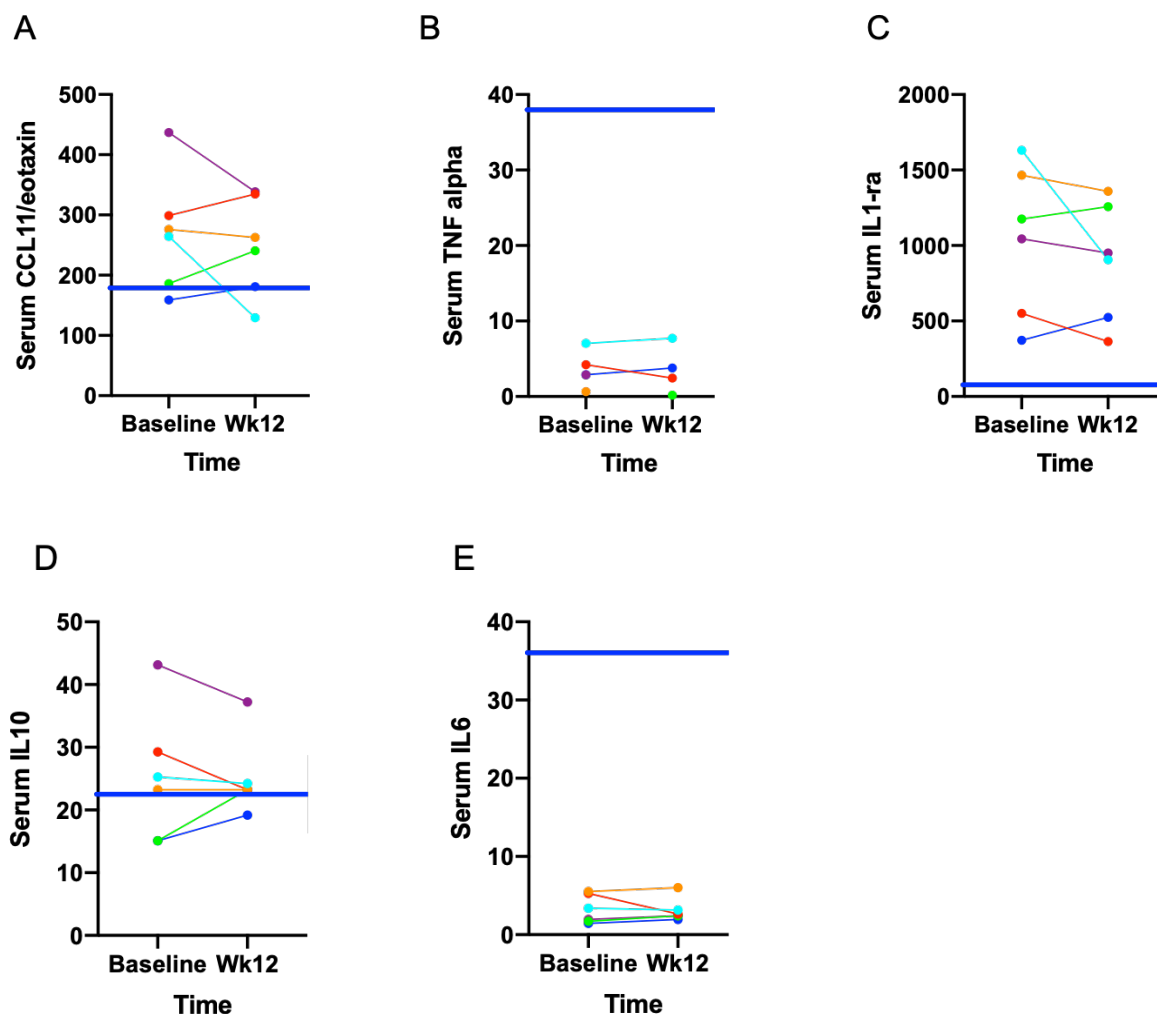 A
Serum CCL11/eotaxin
500
400
300
200
100
0
Baseline Wk12
Time
B
Serum TNF alpha
40
30
20
10
0
Baseline Wk12
Time
C
Serum IL1-ra
2000
1500
1000
500
0
Baseline Wk12
Time
D
Serum IL10
50
40
30
20
10
0
Baseline Wk12
Time
E
Serum IL6
40
30
20
10
0
Baseline Wk12
Time